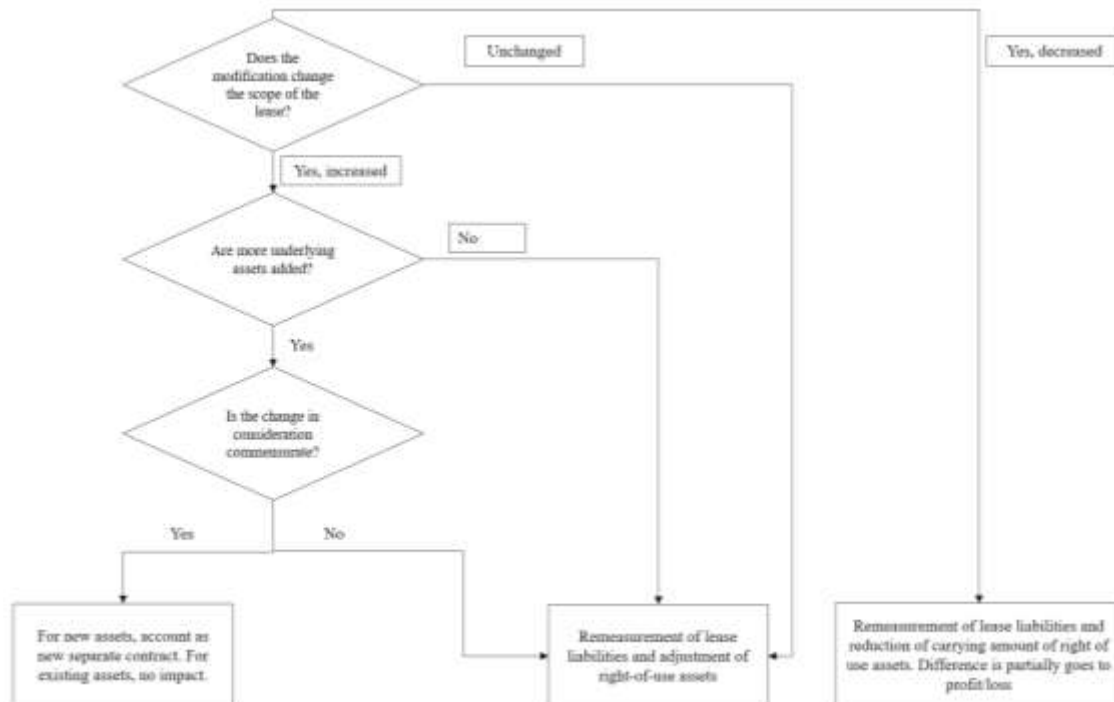 Does the
modification change
the scope of the
lease?
Unchanged
Yes, decreased
Yes, increased
Are more underlying
assets added?
No
Yes
Is the change in
consideration
commensurate?
Yes
No
For new assets, account as
new separate contract. For
existing assets, no impact.
Remeasurement of lease
liabilities and adjustment of
right-of-use assets
Remeasurement of lease liabilities and
reduction of carrying amount of right of
use assets. Difference is partially goes to
profit/loss